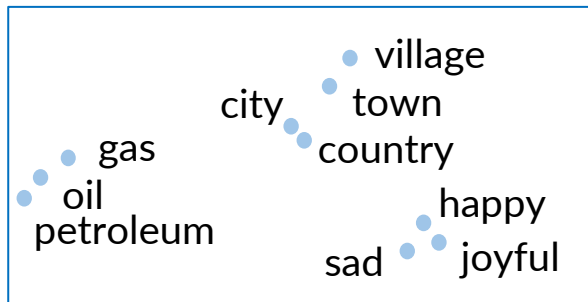 village
town
city
country
gas
oil
petroleum
happy
joyful
sad